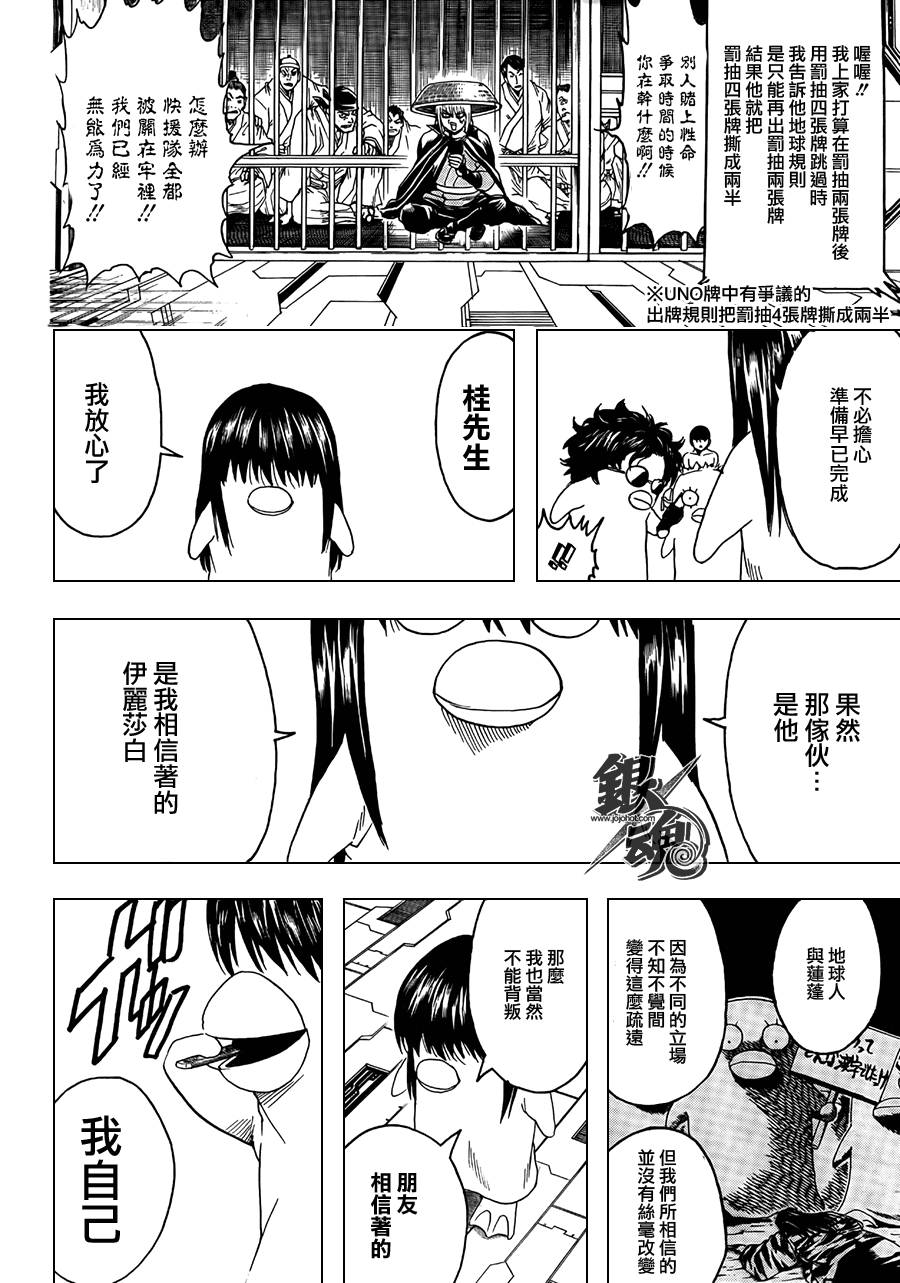 喔喔!!
我上家打算在罰抽兩張牌後
用罰抽四張牌跳過時
我告訴他地球規則
是只能再出罰抽兩張牌
結果他就把
罰抽四張牌撕成兩半
別人賭上性命
爭取時間的時候
你在幹什麼啊!!
怎麼辦
快援隊全都
被關在牢裡!!
我們已經
無能為力了!!
※UNO牌中有爭議的
出牌規則把罰抽4張牌撕成兩半
不必擔心
準備早已完成
!!
桂先生
我放心了
果然
那傢伙…
是他
是我相信著的
伊麗莎白
銀魂
www.jojohot.com
地球人
與蓮蓬
因為不同的立場
不知不覺間
變得這麼疏遠
但我們所相信的
並沒有絲毫改變
那麼
我也當然
不能背叛
朋友
相信著的
我自己